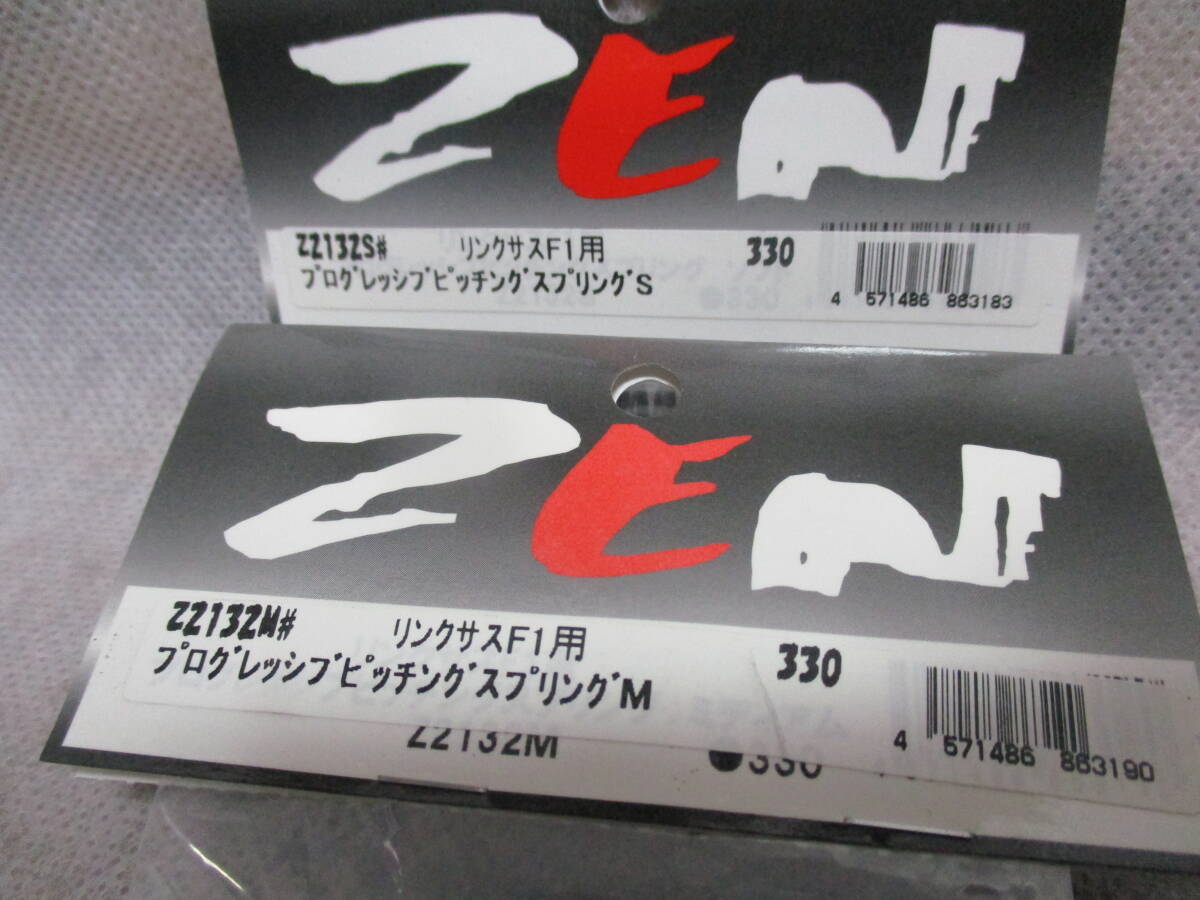 ZEN
Z2132S# リンクサスF1用 330
プログレッシブピッチングスプリングS
4 571486 863183
ZEN
Z2132M# リンクサスF1用 330
プログレッシブピッチングスプリングM
4 571486 863190
Z2132M ●330